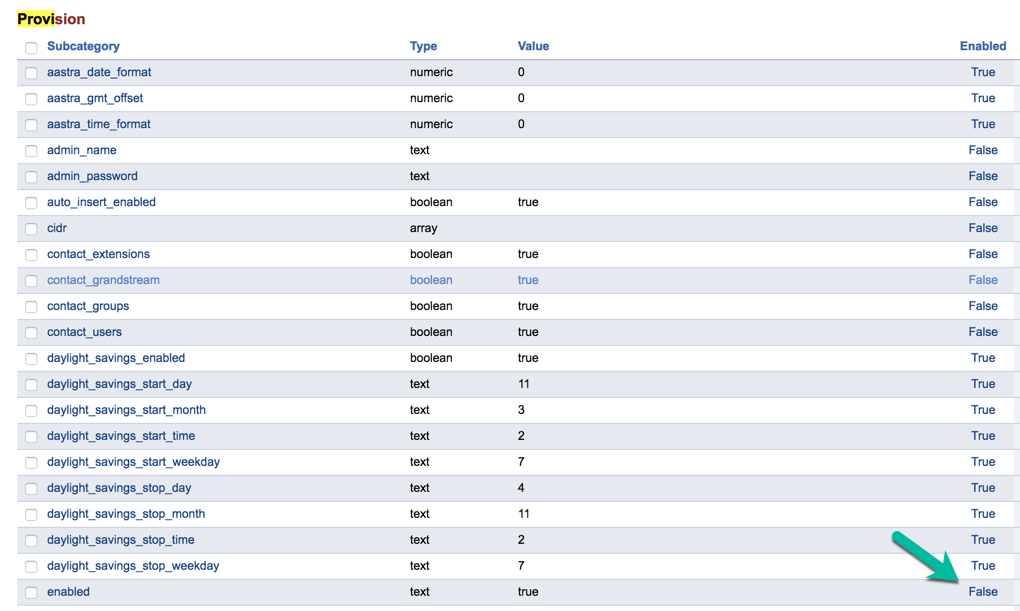 Provision
Subcategory Type Value Enabled
aastra_date_format numeric 0 True
aastra_gmt_offset numeric 0 True
aastra_time_format numeric 0 True
admin_name text False
admin_password text False
auto_insert_enabled boolean true False
cidr array False
contact_extensions boolean true False
contact_grandstream boolean true False
contact_groups boolean true False
contact_users boolean true False
daylight_savings_enabled boolean true True
daylight_savings_start_day text 11 True
daylight_savings_start_month text 3 True
daylight_savings_start_time text 2 True
daylight_savings_start_weekday text 7 True
daylight_savings_stop_day text 4 True
daylight_savings_stop_month text 11 True
daylight_savings_stop_time text 2 True
daylight_savings_stop_weekday text 7 True
enabled text true False